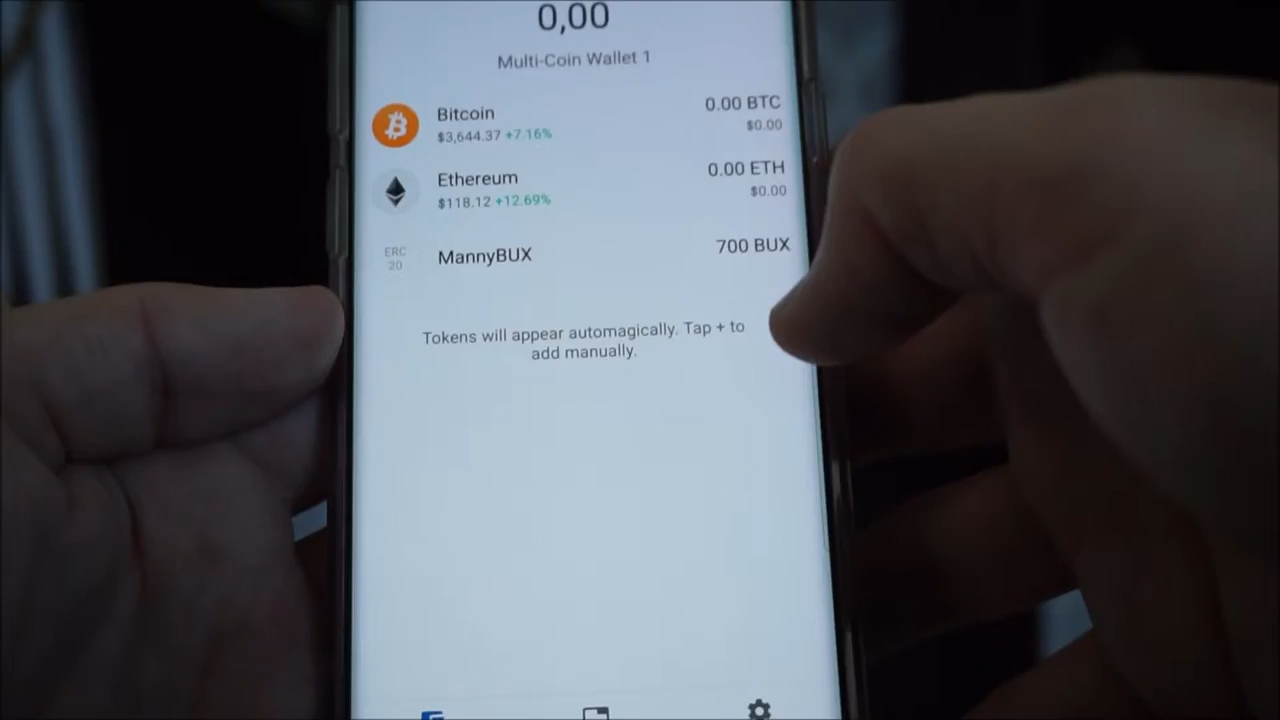 0,00
Multi-Coin Wallet 1
Bitcoin
0.00 BTC
$3,644.37 +7.16%
$0.00
Ethereum
0.00 ETH
$118.12 +12.69%
$0.00
ERC
20
MannyBUX
700 BUX
Tokens will appear automagically. Tap + to
add manually.